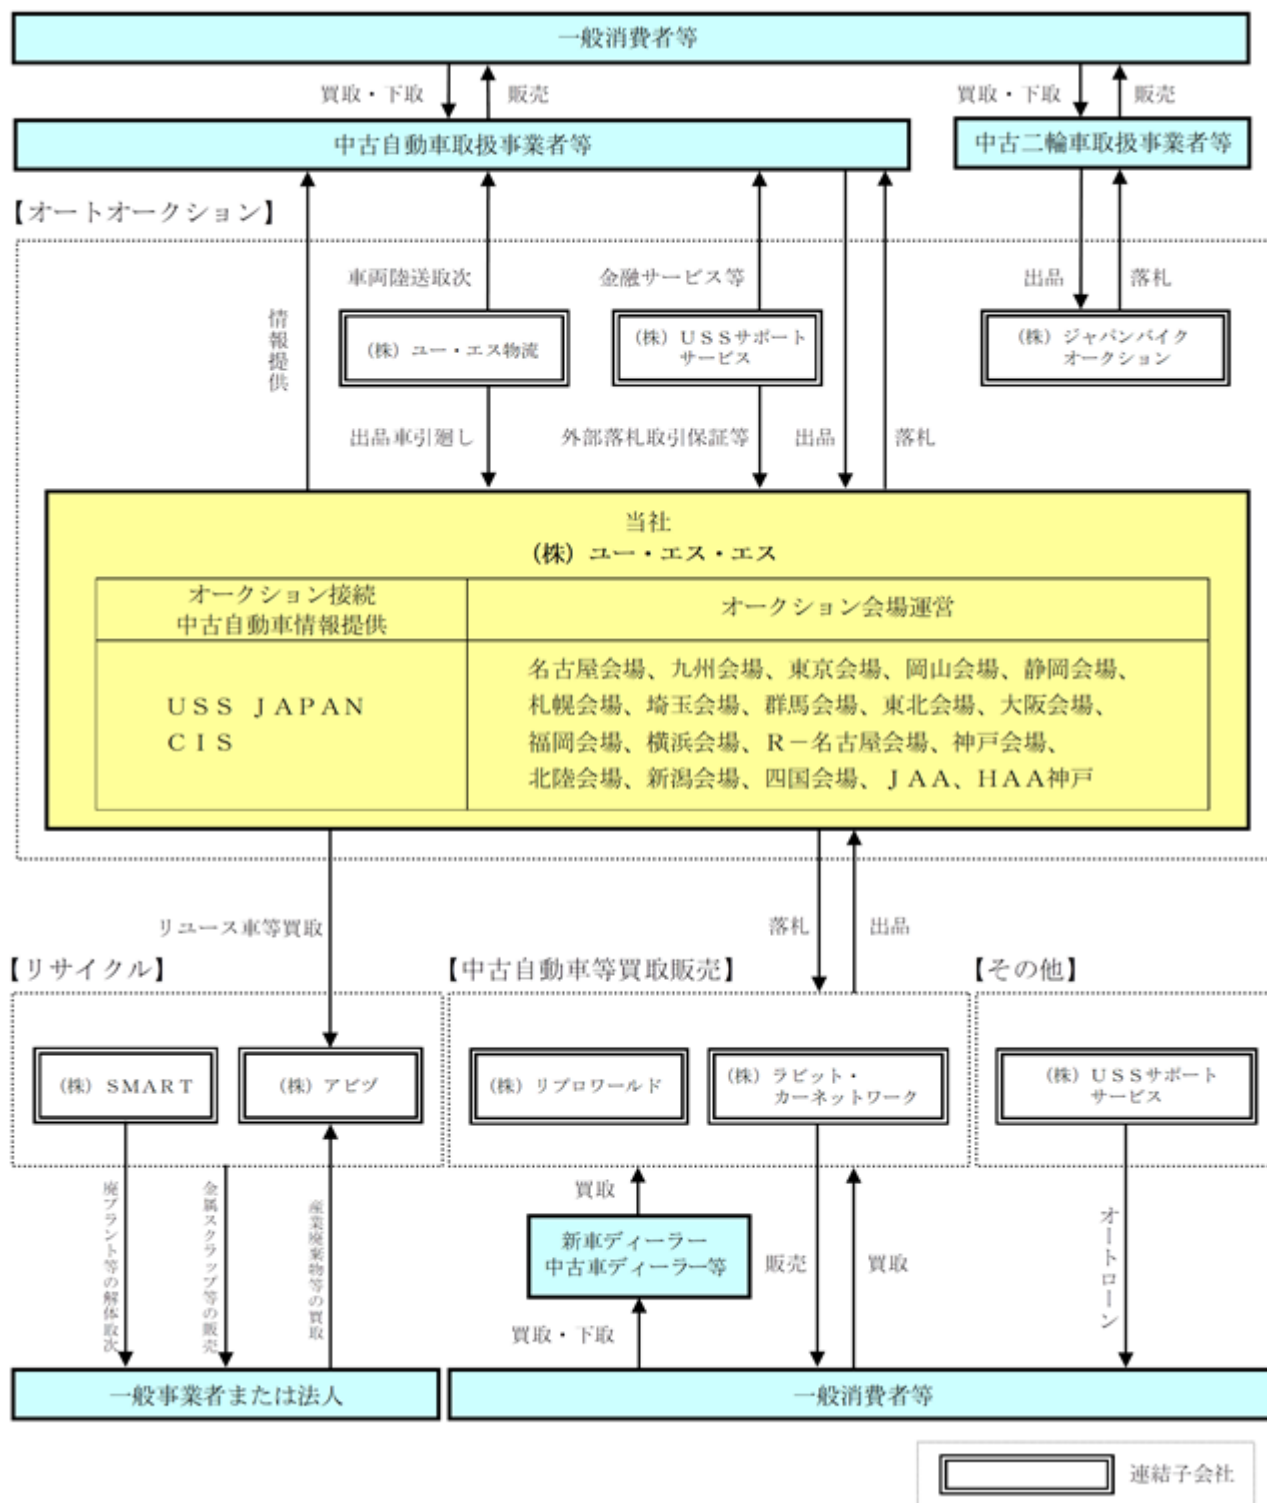 一般消費者等
買取・下取
販売
買取・下取
販売
中古自動車取扱事業者等
中古二輪車取扱事業者等
【オートオークション】
車両陸送取次
金融サービス等
出品
落札
情報提供
(株)ユー・エス物流
(株)ＵＳＳサポート
サービス
(株)ジャパンバイク
オークション
出品車引廻し
外部落札取引保証等
出品
落札
当社
(株)ユー・エス・エス
オークション接続
中古自動車情報提供
オークション会場運営
ＵＳＳ ＪＡＰＡＮ
ＣＩＳ
名古屋会場、九州会場、東京会場、岡山会場、静岡会場、
札幌会場、埼玉会場、群馬会場、東北会場、大阪会場、
福岡会場、横浜会場、Ｒ－名古屋会場、神戸会場、
北陸会場、新潟会場、四国会場、ＪＡＡ、ＨＡＡ神戸
リユース車等買取
落札
出品
【リサイクル】
【中古自動車等買取販売】
【その他】
(株)ＳＭＡＲＴ
(株)アビヅ
(株)リプロワールド
(株)ラビット・
カーネットワーク
(株)ＵＳＳサポート
サービス
廃プラント等の解体取次
金属スクラップ等の販売
産業廃棄物等の買取
買取
新車ディーラー
中古車ディーラー等
販売
買取
オートローン
買取・下取
一般事業者または法人
一般消費者等
連結子会社